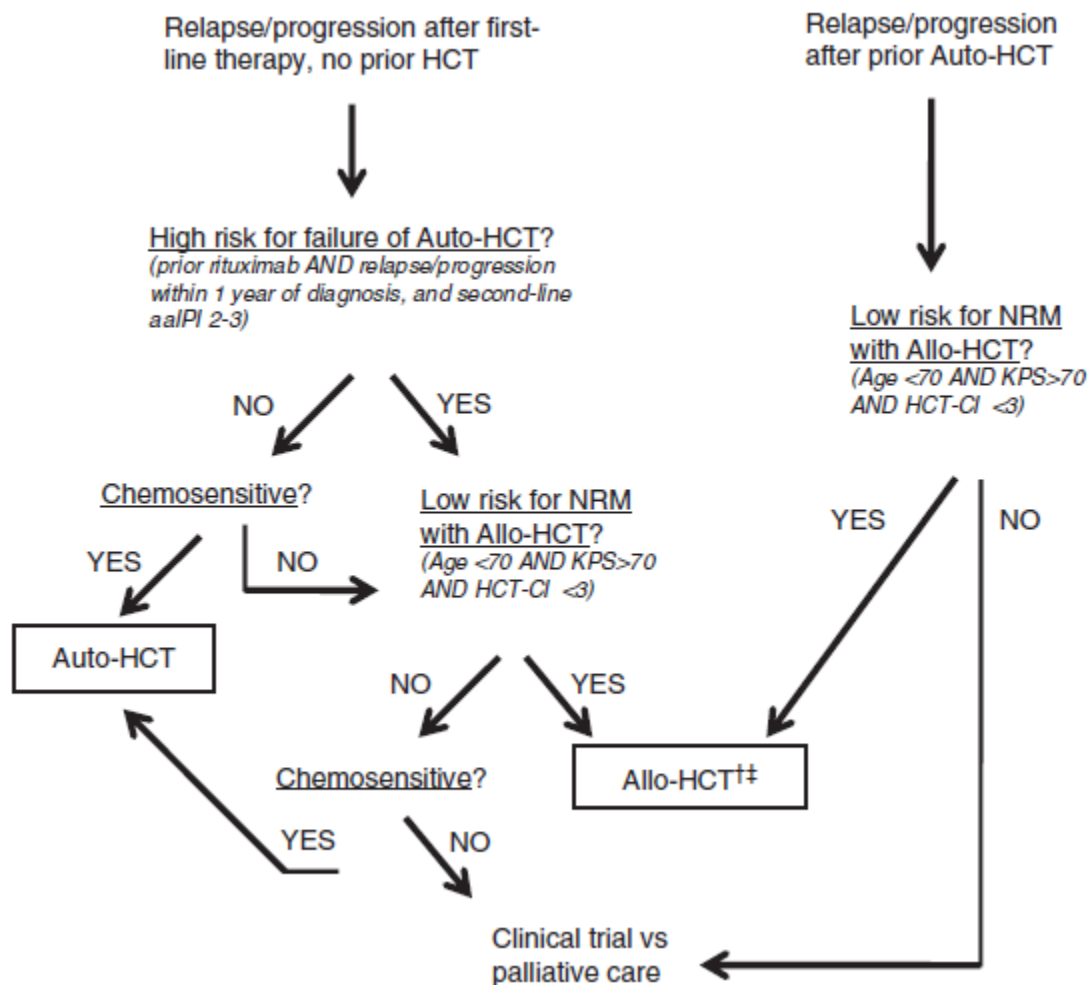 Relapse/progression after first-
line therapy, no prior HCT
Relapse/progression
after prior Auto-HCT
High risk for failure of Auto-HCT?
(prior rituximab AND relapse/progression
within 1 year of diagnosis, and second-line
aaIPI 2-3)
Low risk for NRM
with Allo-HCT?
(Age <70 AND KPS>70
AND HCT-CI <3)
NO
YES
Chemosensitive?
Low risk for NRM
with Allo-HCT?
(Age <70 AND KPS>70
AND HCT-CI <3)
YES
NO
YES
NO
Auto-HCT
NO
YES
Chemosensitive?
Allo-HCT†‡
YES
NO
Clinical trial vs
palliative care